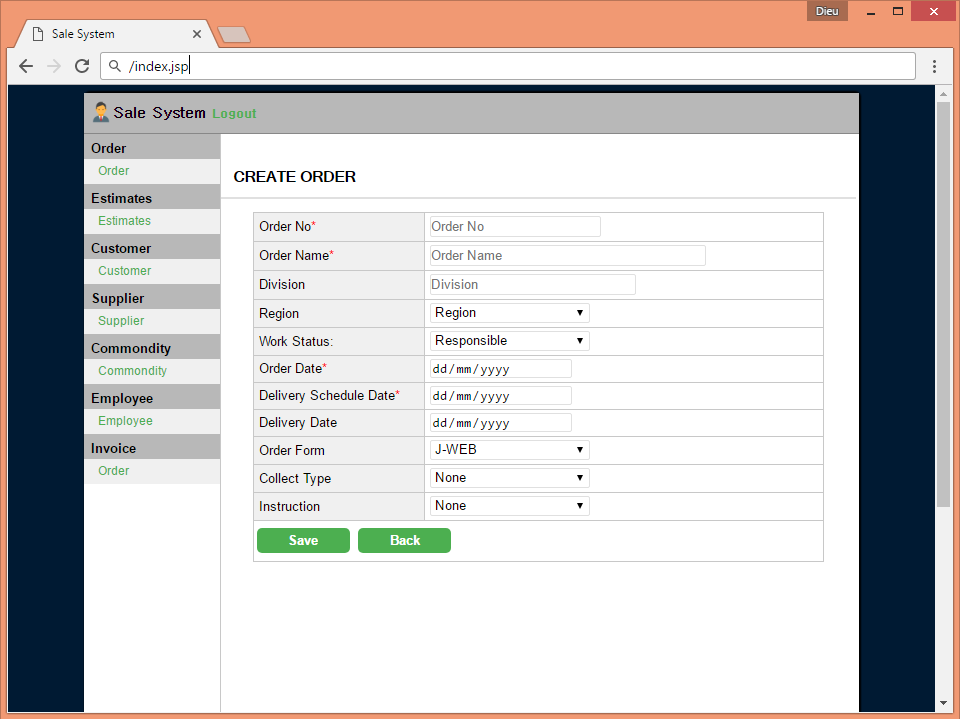 Dieu
Sale System
/index.jsp
Sale System Logout
Order
Order
Estimates
Estimates
Customer
Customer
Supplier
Supplier
Commondity
Commondity
Employee
Employee
Invoice
Order
CREATE ORDER
Order No* Order No
Order Name* Order Name
Division Division
Region Region
Work Status: Responsible
Order Date* dd/mm/yyyy
Delivery Schedule Date* dd/mm/yyyy
Delivery Date dd/mm/yyyy
Order Form J-WEB
Collect Type None
Instruction None
Save Back